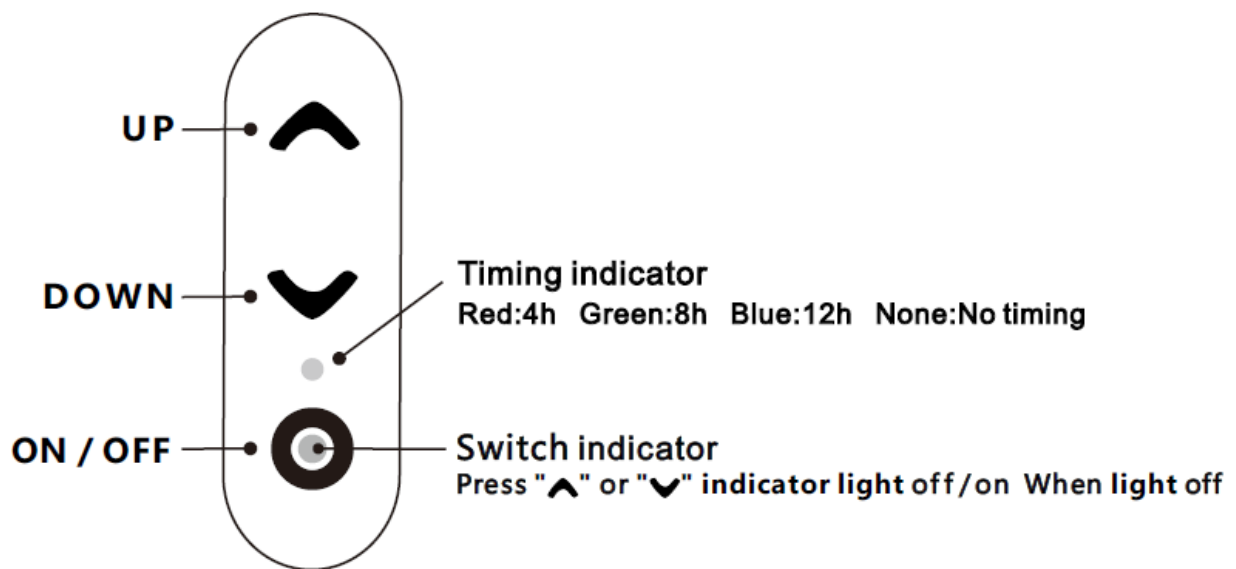 UP
DOWN
Timing indicator
Red:4h Green:8h Blue:12h None:No timing
ON / OFF
Switch indicator
Press "︿" or "﹀" indicator light off/on When light off